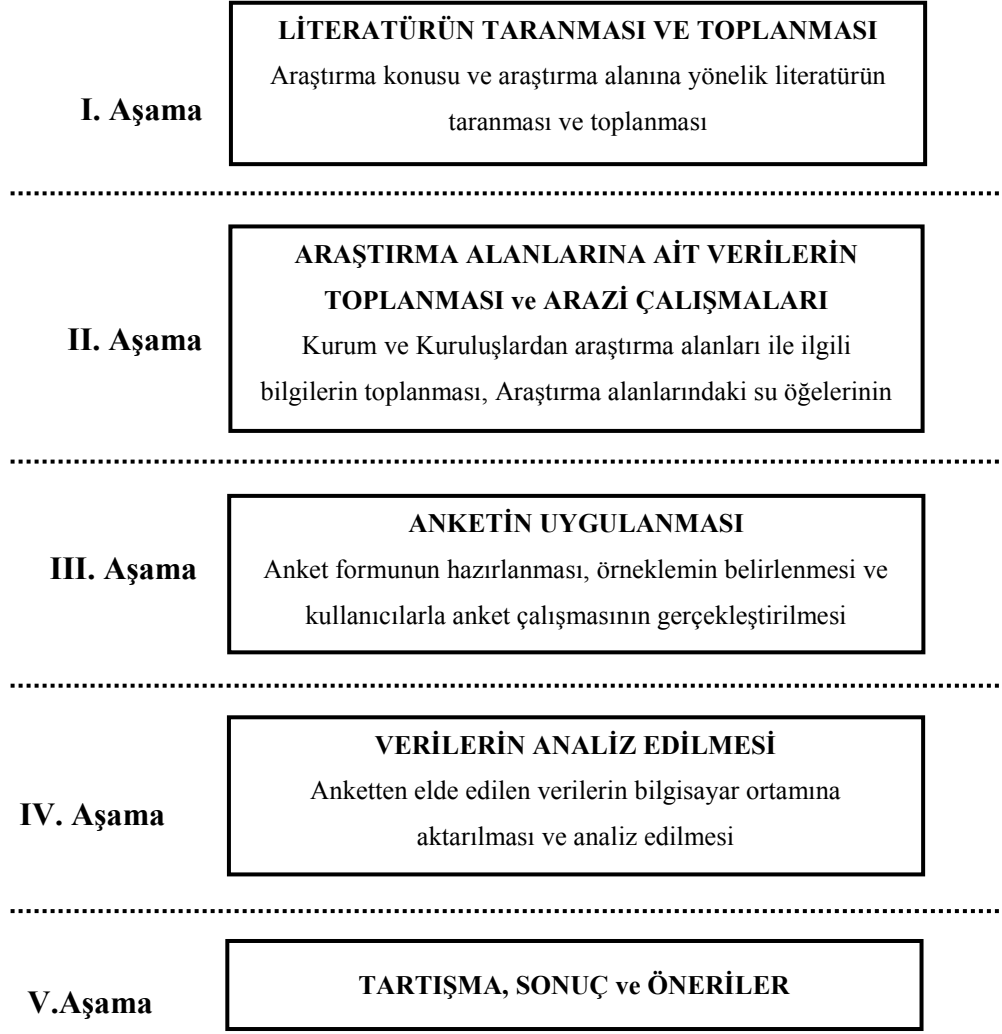 LİTERATÜRÜN TARANMASI VE TOPLANMASI
Araştırma konusu ve araştırma alanına yönelik literatürün
taranması ve toplanması
I. Aşama
ARAŞTIRMA ALANLARINA AİT VERİLERİN
TOPLANMASI ve ARAZİ ÇALIŞMALARI
II. Aşama
Kurum ve Kuruluşlardan araştırma alanları ile ilgili
bilgilerin toplanması, Araştırma alanlarındaki su öğelerinin
ANKETİN UYGULANMASI
III. Aşama
Anket formunun hazırlanması, örneklemin belirlenmesi ve
kullanıcılarla anket çalışmasının gerçekleştirilmesi
VERİLERİN ANALİZ EDİLMESİ
Anketten elde edilen verilerin bilgisayar ortamına
IV. Aşama
aktarılması ve analiz edilmesi
TARTIŞMA, SONUÇ ve ÖNERİLER
V.Aşama